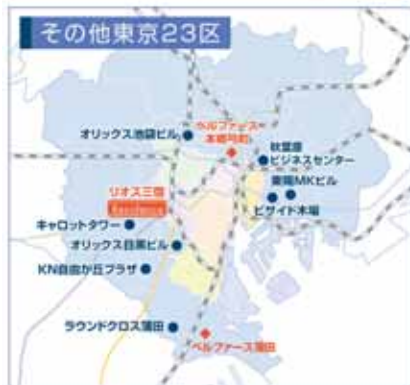 その他東京23区
オリックス池袋ビル
ベルファース
本郷弓町
秋葉原
ビジネスセンター
東陽MKビル
ビサイド木場
リオス三宿
Residence
キャロットタワー
オリックス目黒ビル
KN自由が丘プラザ
ラウンドクロス蒲田
ベルファース蒲田